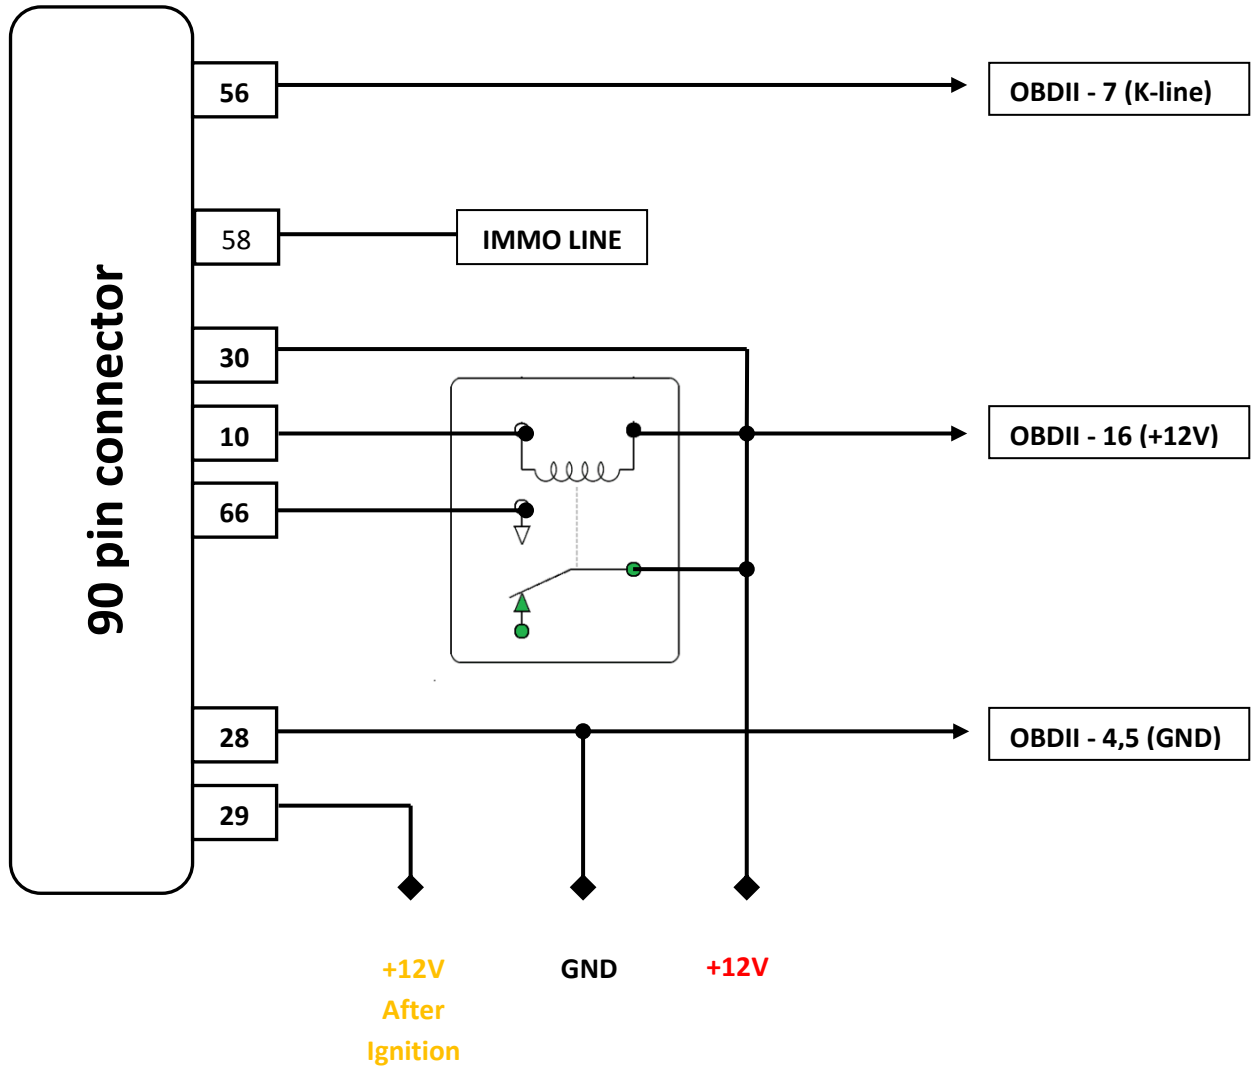 90 pin connector
56
OBDII - 7 (K-line)
58
IMMO LINE
30
10
OBDII - 16 (+12V)
66
28
OBDII - 4,5 (GND)
29
+12V
After
Ignition
GND
+12V